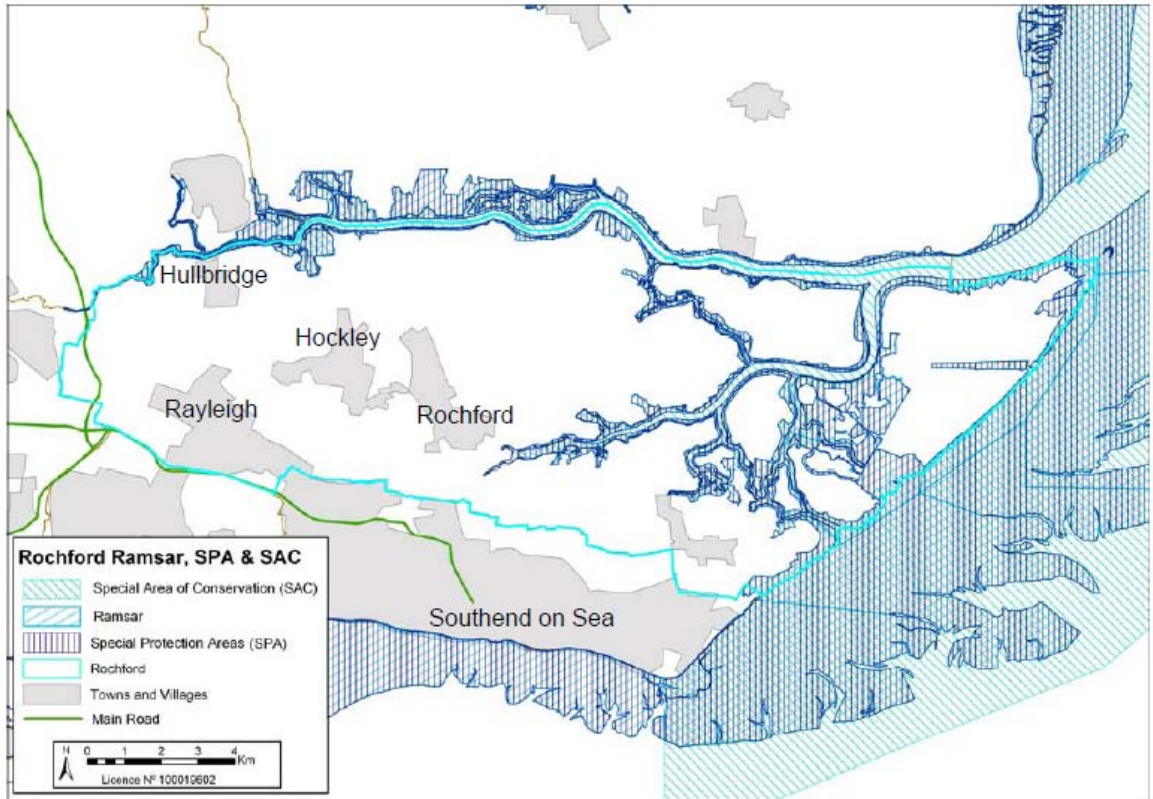 Hullbridge
Hockley
Rayleigh
Rochford
Southend on Sea
Rochford Ramsar, SPA & SAC
Special Area of Conservation (SAC)
Ramsar
Special Protection Areas (SPA)
Rochford
Towns and Villages
Main Road
N
0 1 2 3 4
Km
Licence Nº 100019602